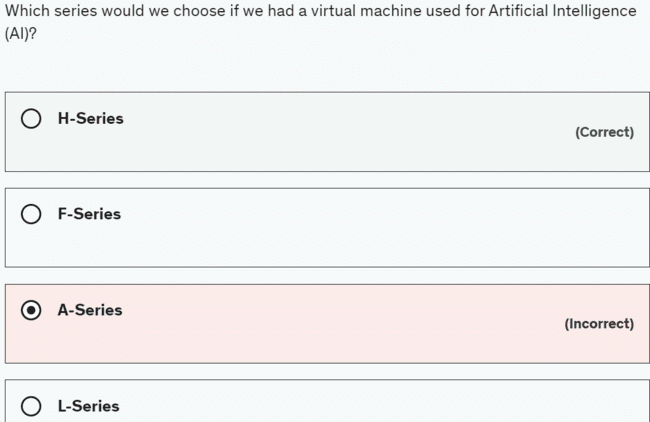 Which series would we choose if we had a virtual machine used for Artificial Intelligence
(AI)?
H-Series
(Correct)
F-Series
A-Series
(Incorrect)
L-Series